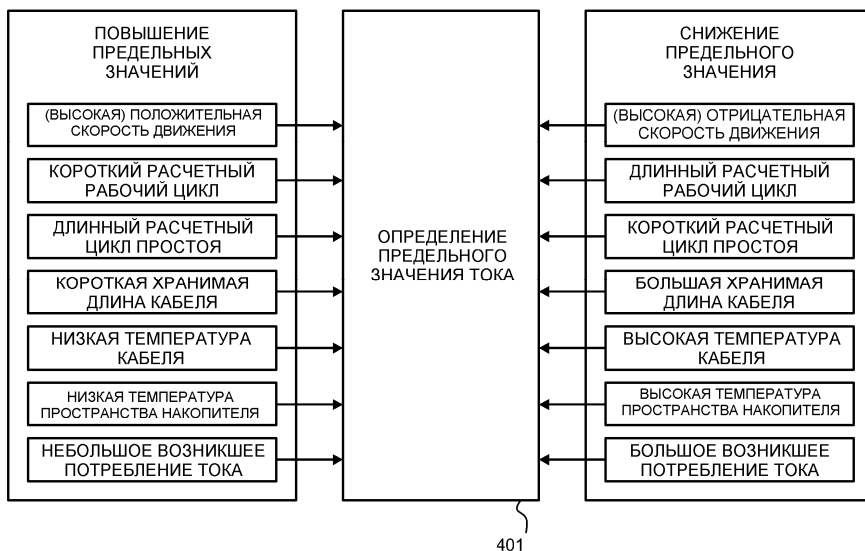 ПОВЫШЕНИЕ
ПРЕДЕЛЬНЫХ
ЗНАЧЕНИЙ
(ВЫСОКАЯ) ПОЛОЖИТЕЛЬНАЯ
СКОРОСТЬ ДВИЖЕНИЯ
КОРОТКИЙ РАСЧЕТНЫЙ
РАБОЧИЙ ЦИКЛ
ДЛИННЫЙ РАСЧЕТНЫЙ
ЦИКЛ ПРОСТОЯ
КОРОТКАЯ ХРАНИМАЯ
ДЛИНА КАБЕЛЯ
НИЗКАЯ ТЕМПЕРАТУРА
КАБЕЛЯ
НИЗКАЯ ТЕМПЕРАТУРА
ПРОСТРАНСТВА НАКОПИТЕЛЯ
НЕБОЛЬШОЕ ВОЗНИКШЕЕ
ПОТРЕБЛЕНИЕ ТОКА
ОПРЕДЕЛЕНИЕ
ПРЕДЕЛЬНОГО
ЗНАЧЕНИЯ ТОКА
401
СНИЖЕНИЕ
ПРЕДЕЛЬНОГО
ЗНАЧЕНИЯ
(ВЫСОКАЯ) ОТРИЦАТЕЛЬНАЯ
СКОРОСТЬ ДВИЖЕНИЯ
ДЛИННЫЙ РАСЧЕТНЫЙ
РАБОЧИЙ ЦИКЛ
КОРОТКИЙ РАСЧЕТНЫЙ
ЦИКЛ ПРОСТОЯ
БОЛЬШАЯ ХРАНИМАЯ
ДЛИНА КАБЕЛЯ
ВЫСОКАЯ ТЕМПЕРАТУРА
КАБЕЛЯ
ВЫСОКАЯ ТЕМПЕРАТУРА
ПРОСТРАНСТВА НАКОПИТЕЛЯ
БОЛЬШОЕ ВОЗНИКШЕЕ
ПОТРЕБЛЕНИЕ ТОКА